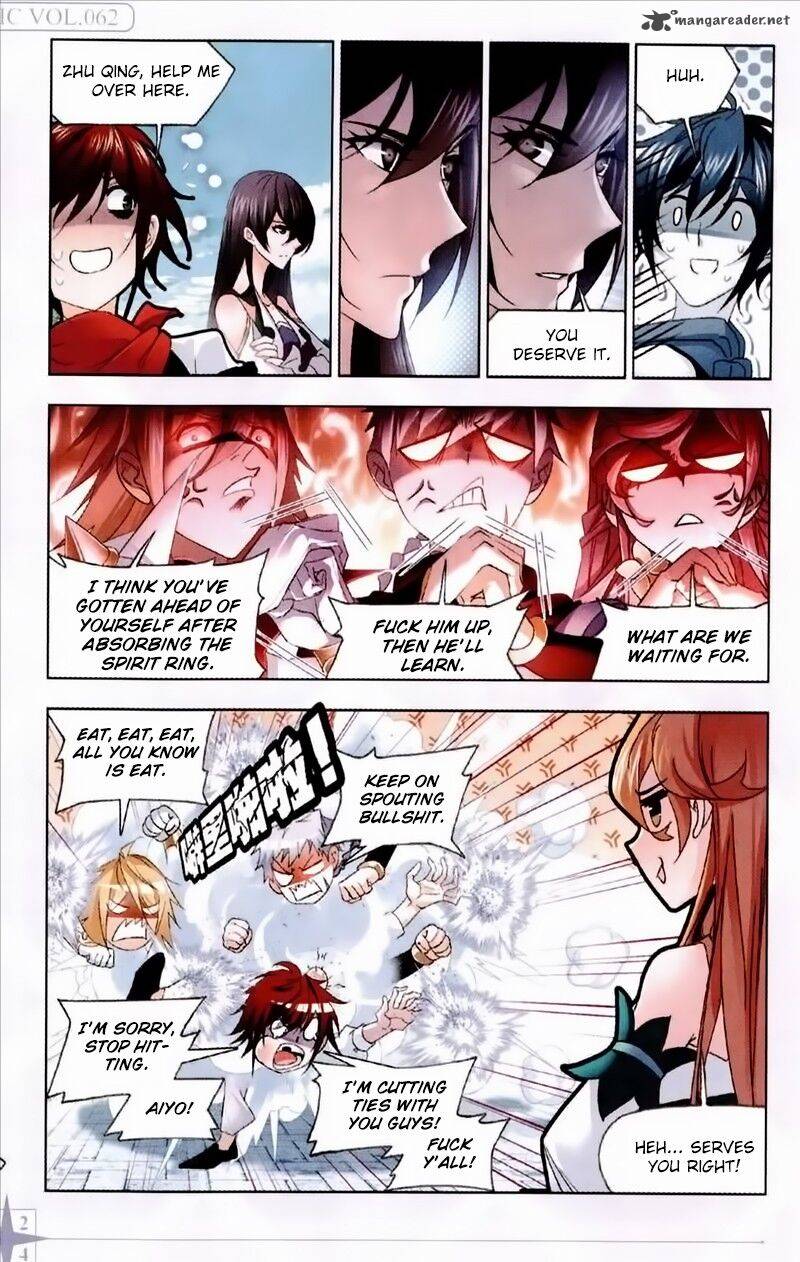 IC VOL.062
mangareader.net
ZHU QING, HELP ME
OVER HERE.
YOU
DESERVE IT.
HUH.
I THINK YOU'VE
GOTTEN AHEAD OF
YOURSELF AFTER
ABSORBING THE
SPIRIT RING.
FUCK HIM UP,
THEN HE'LL
LEARN.
WHAT ARE WE
WAITING FOR.
EAT, EAT, EAT,
ALL YOU KNOW
IS EAT.
KEEP ON
SPOUTING
BULLSHIT.
I'M SORRY,
STOP HIT-
TING.
AIYO!
I'M CUTTING
TIES WITH
YOU GUYS!
FUCK
Y'ALL!
HEH... SERVES
YOU RIGHT!
2
4